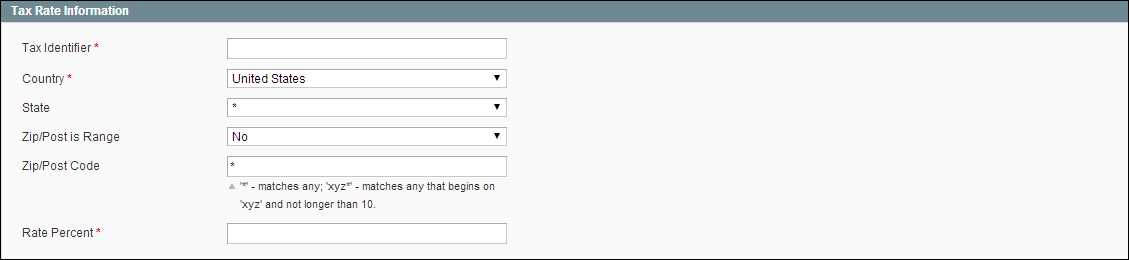 Tax Rate Information
Tax Identifier *
Country * United States
State *
Zip/Post is Range No
Zip/Post Code *
'*' - matches any; 'xyz*' - matches any that begins on
'xyz' and not longer than 10.
Rate Percent *